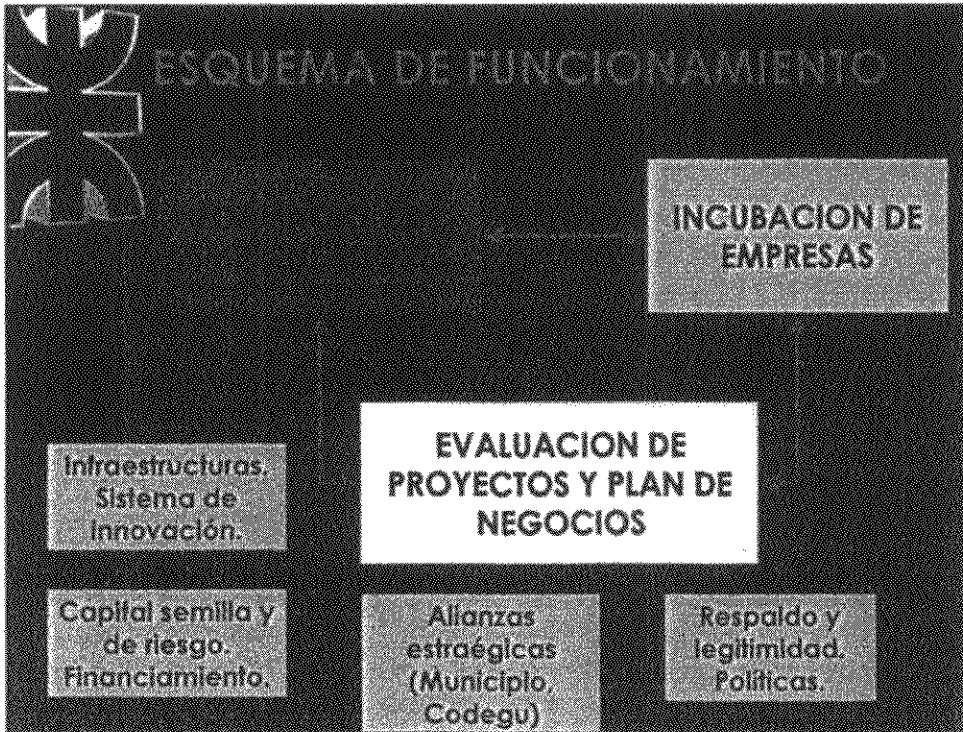 ESQUEMA DE FUNCIONAMIENTO
INCUBACION DE
EMPRESAS
EVALUACION DE
PROYECTOS Y PLAN DE
NEGOCIOS
Infraestructuras.
Sistema de
innovación.
Capital semilla y
de riesgo.
Financiamiento.
Alianzas
estraégicas
(Municipio,
Codegu)
Respaldo y
legitimidad.
Políticas.